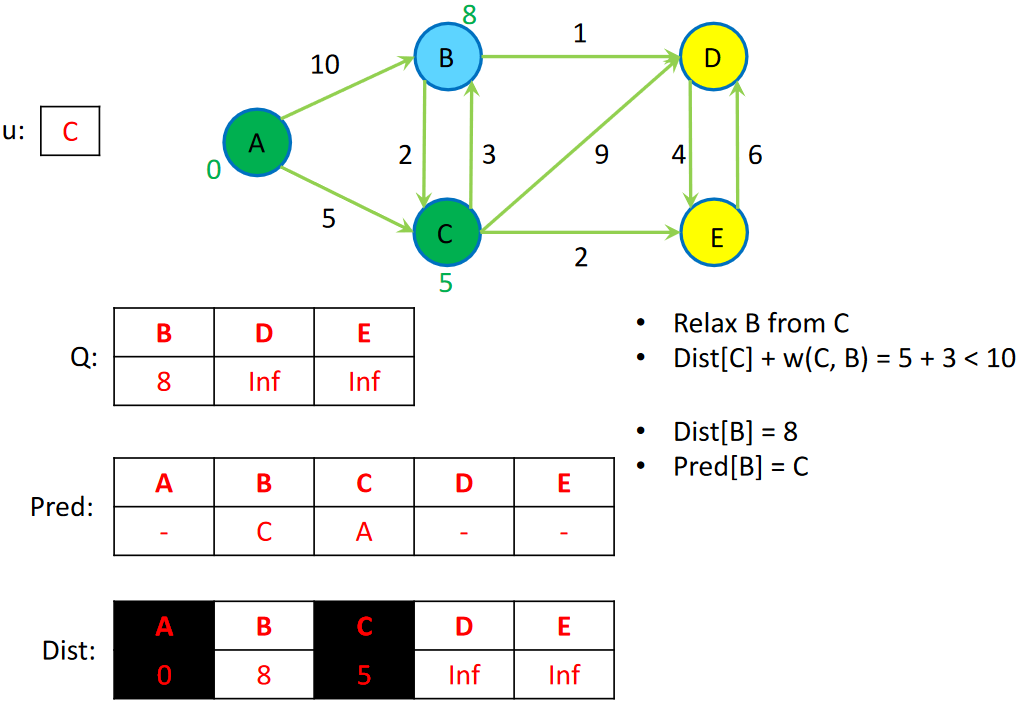 8
1
B
D
10
u:
C
A
2
3
9
4
6
0
5
C
E
2
5
B D E
Q:
8 Inf Inf
• Relax B from C
• Dist[C] + w(C, B) = 5 + 3 < 10
• Dist[B] = 8
• Pred[B] = C
A B C D E
Pred:
- C A - -
A B C D E
Dist:
0 8 5 Inf Inf